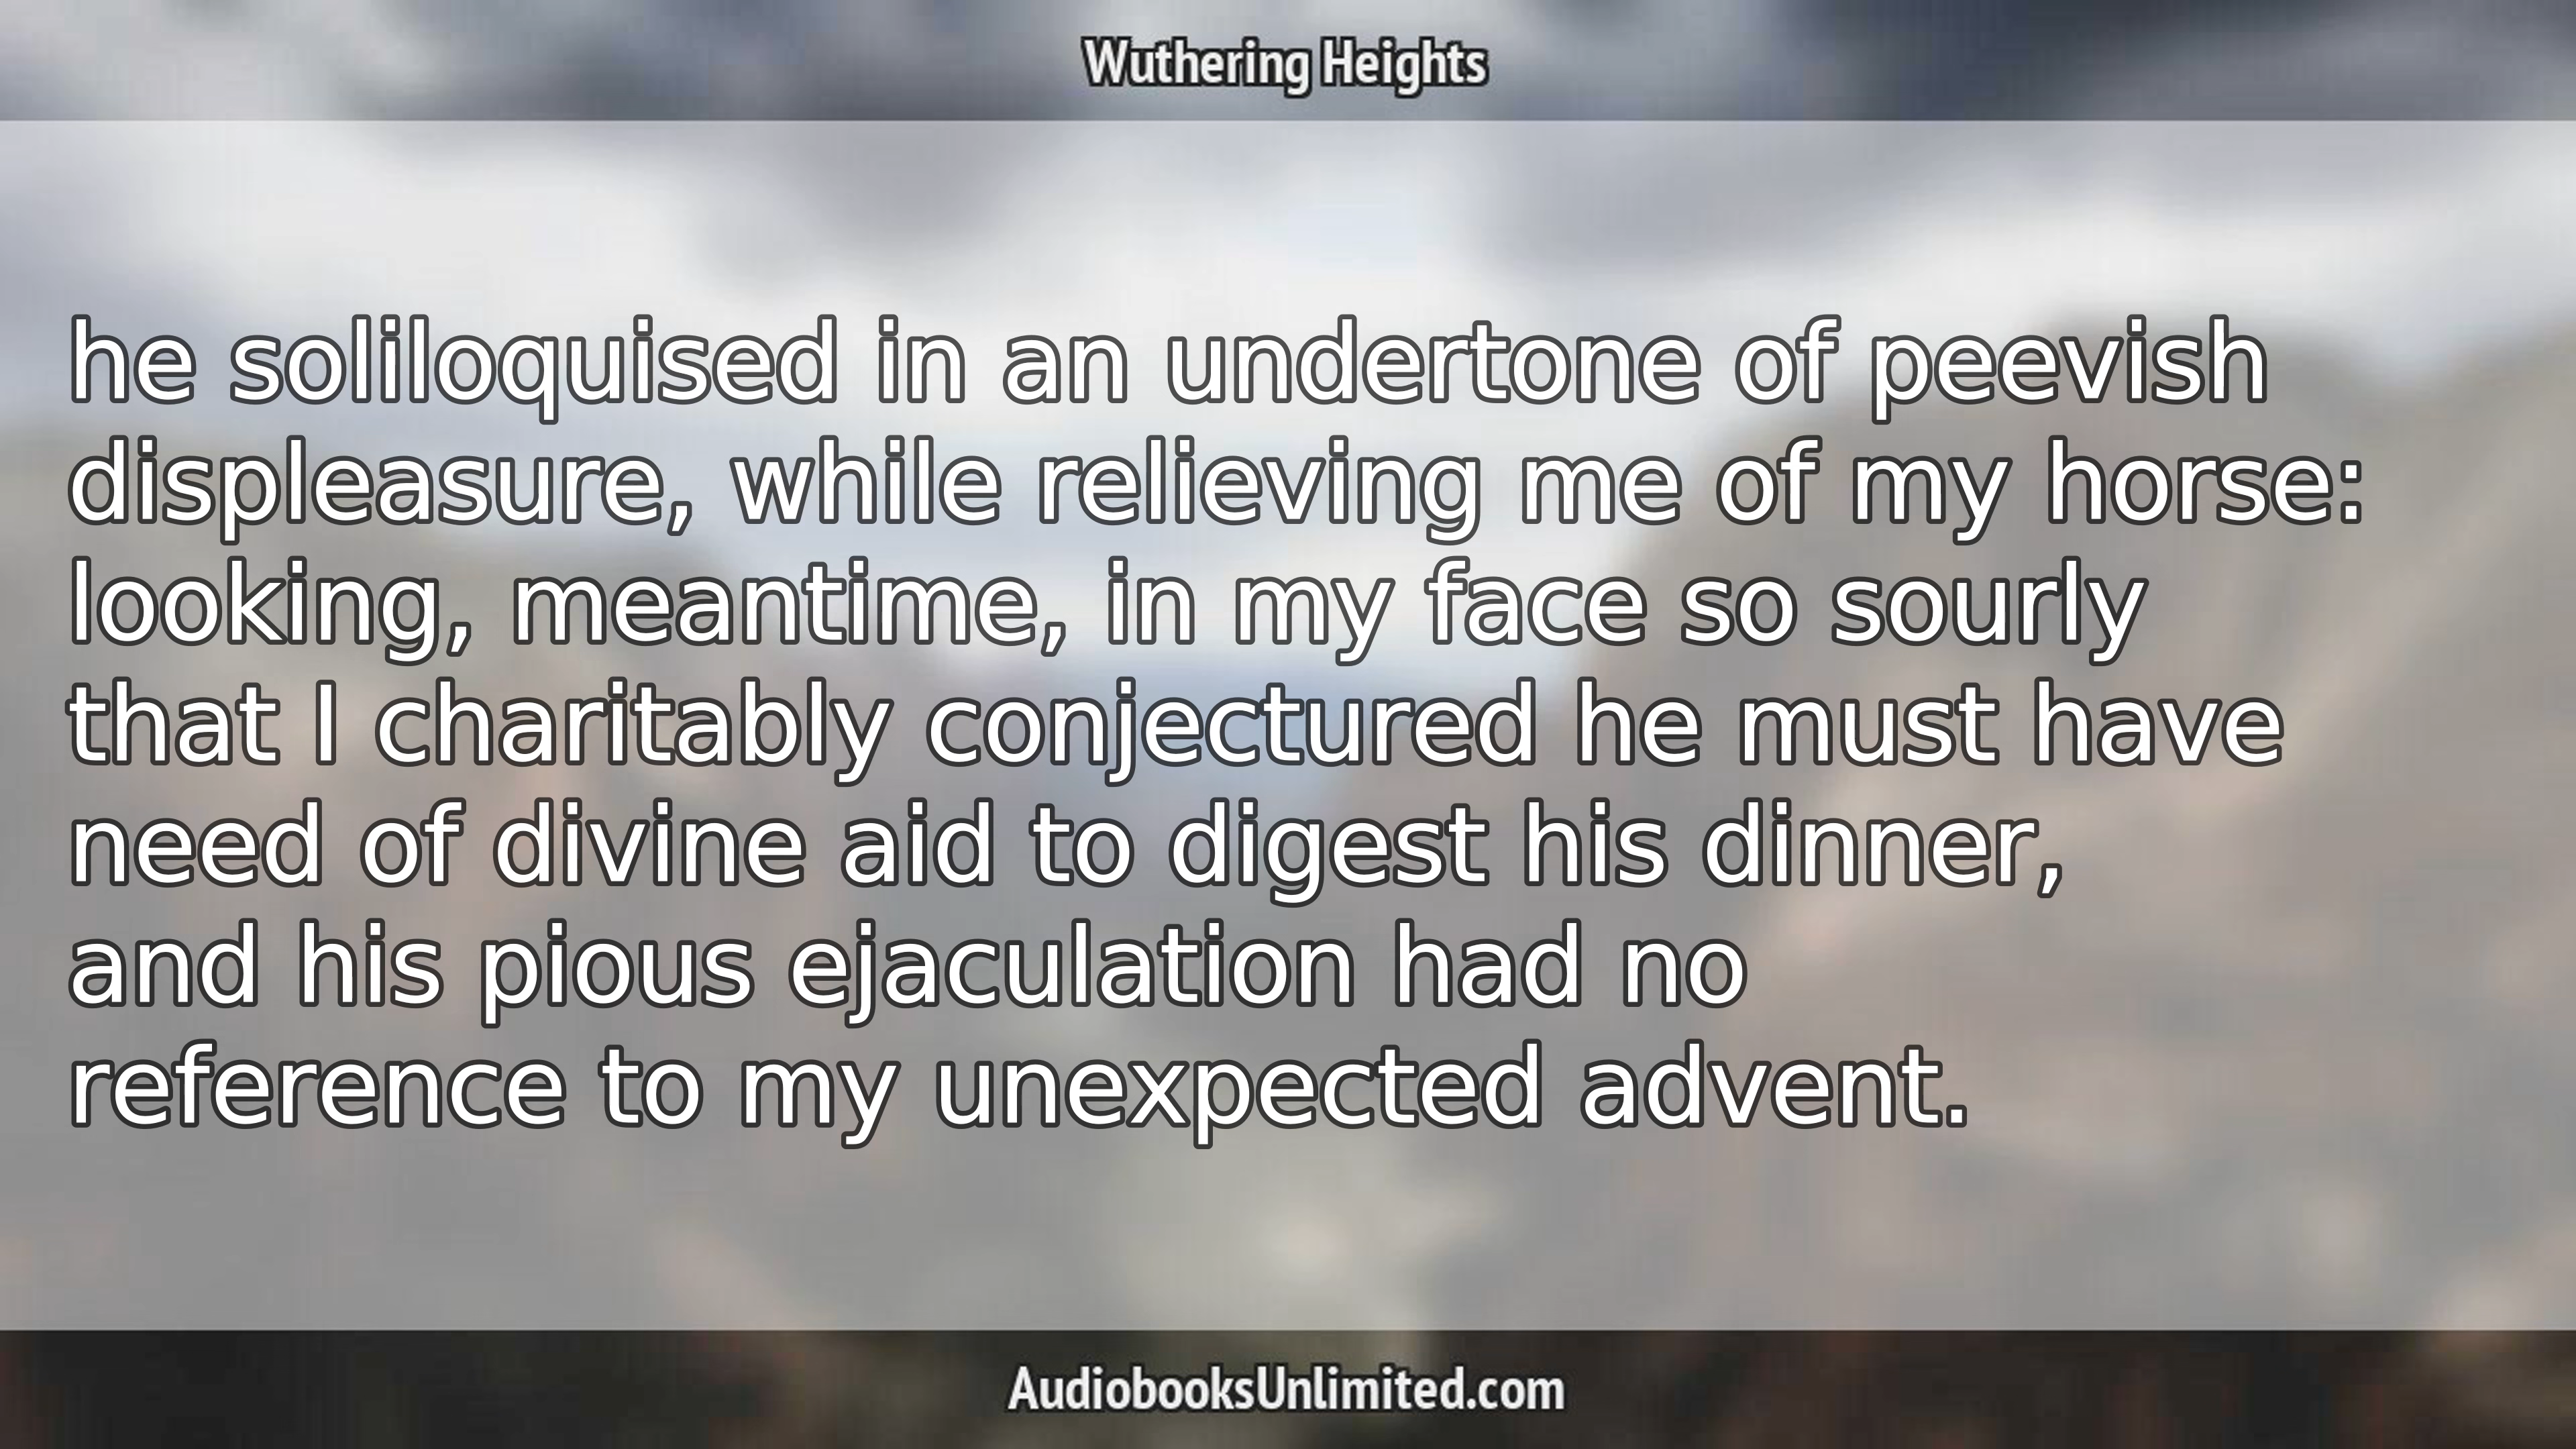 Wuthering Heights
he soliloquised in an undertone of peevish
displeasure, while relieving me of my horse:
looking, meantime, in my face so sourly
that I charitably conjectured he must have
need of divine aid to digest his dinner,
and his pious ejaculation had no
reference to my unexpected advent.
AudiobooksUnlimited.com